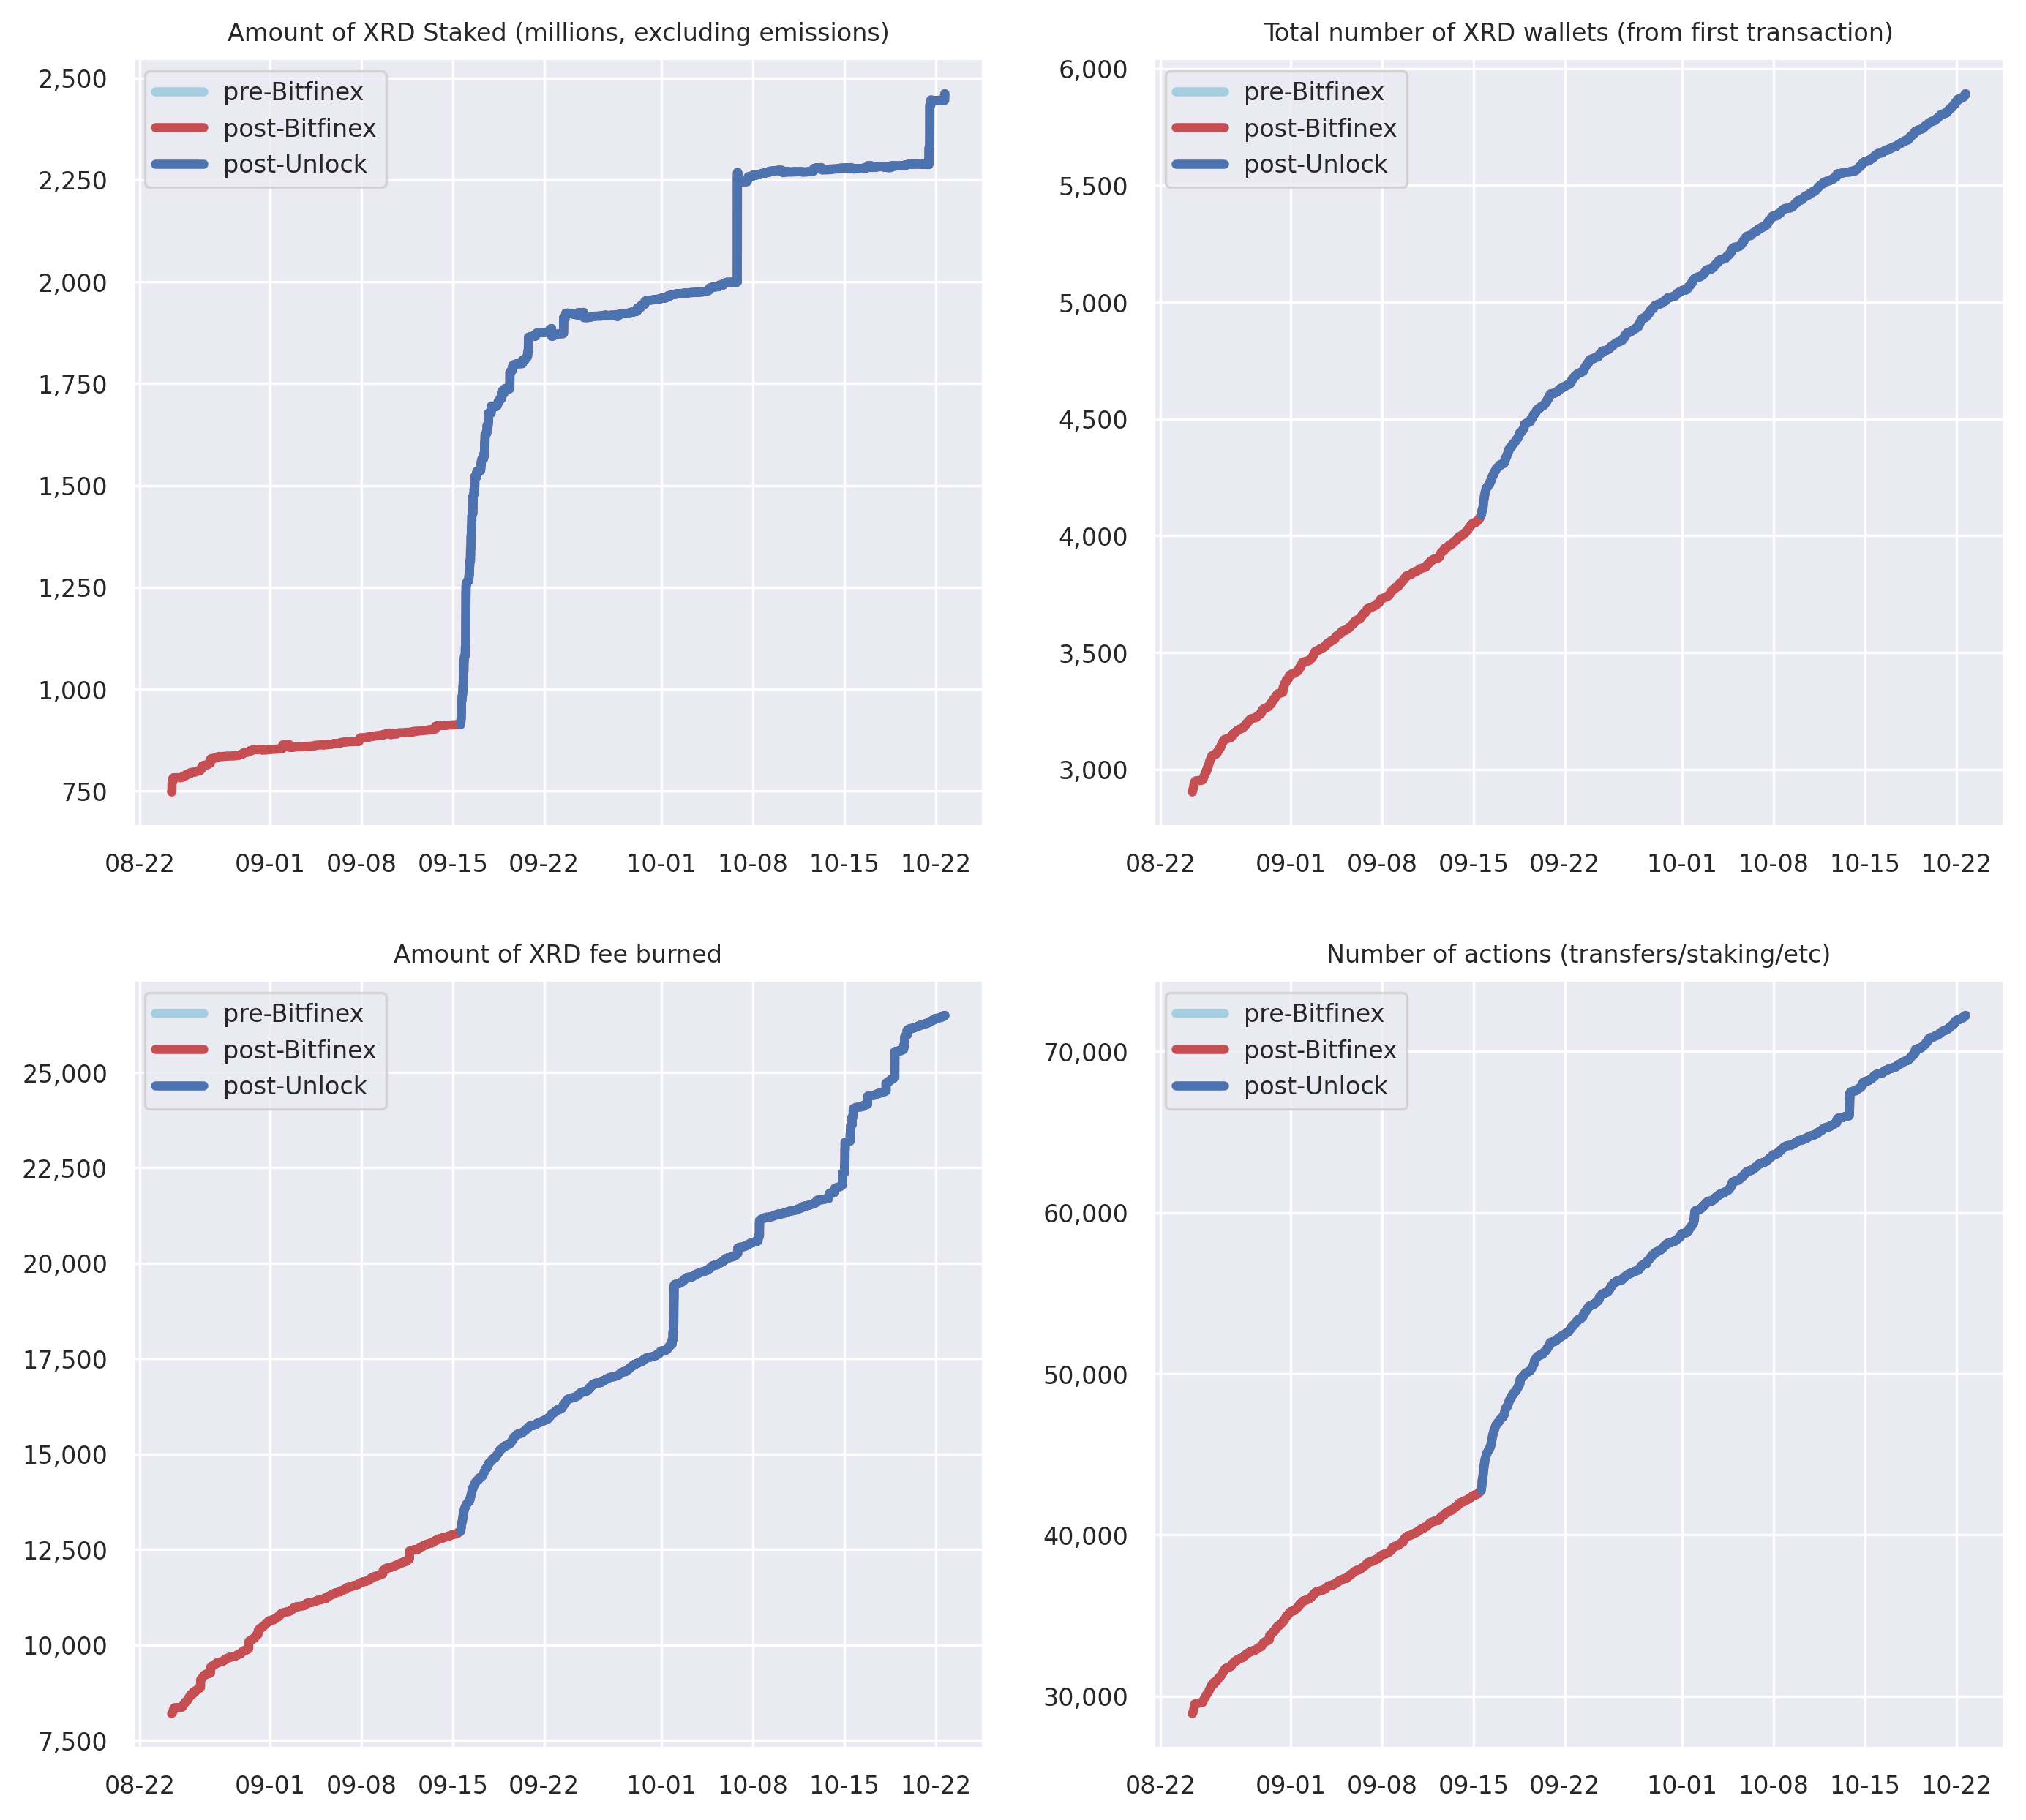 Amount of XRD Staked (millions, excluding emissions)
2,500
2,250
2,000
1,750
1,500
1,250
1,000
750
pre-Bitfinex
post-Bitfinex
post-Unlock
08-22 09-01 09-08 09-15 09-22 10-01 10-08 10-15 10-22
Total number of XRD wallets (from first transaction)
6,000
5,500
5,000
4,500
4,000
3,500
3,000
pre-Bitfinex
post-Bitfinex
post-Unlock
08-22 09-01 09-08 09-15 09-22 10-01 10-08 10-15 10-22
Amount of XRD fee burned
25,000
22,500
20,000
17,500
15,000
12,500
10,000
7,500
pre-Bitfinex
post-Bitfinex
post-Unlock
08-22 09-01 09-08 09-15 09-22 10-01 10-08 10-15 10-22
Number of actions (transfers/staking/etc)
70,000
60,000
50,000
40,000
30,000
pre-Bitfinex
post-Bitfinex
post-Unlock
08-22 09-01 09-08 09-15 09-22 10-01 10-08 10-15 10-22